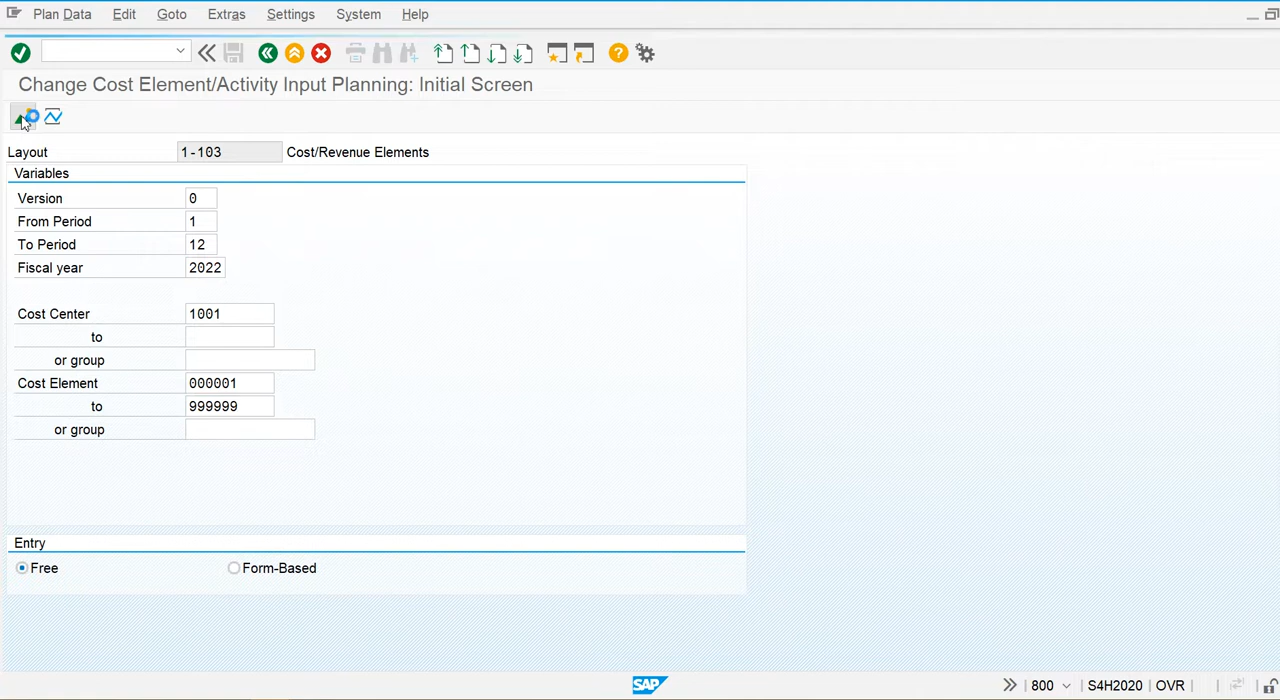 Plan Data Edit Goto Extras Settings System Help
Change Cost Element/Activity Input Planning: Initial Screen
Layout 1-103 Cost/Revenue Elements
Variables
Version 0
From Period 1
To Period 12
Fiscal year 2022
Cost Center 1001
to
or group
Cost Element 000001
to 999999
or group
Entry
Free Form-Based
SAP 800 S4H2020 OVR